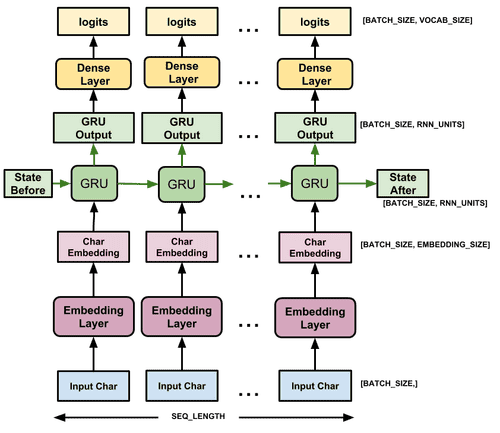 logits logits ... logits [BATCH_SIZE, VOCAB_SIZE]
Dense Dense Dense
Layer Layer ... Layer
GRU GRU GRU
Output Output ... Output [BATCH_SIZE, RNN_UNITS]
State GRU GRU ... GRU State
Before After
[BATCH_SIZE, RNN_UNITS]
Char Char Char [BATCH_SIZE, EMBEDDING_SIZE]
Embedding Embedding ... Embedding
Embedding Embedding Embedding
Layer Layer ... Layer
Input Char Input Char ... Input Char [BATCH_SIZE,]
SEQ_LENGTH